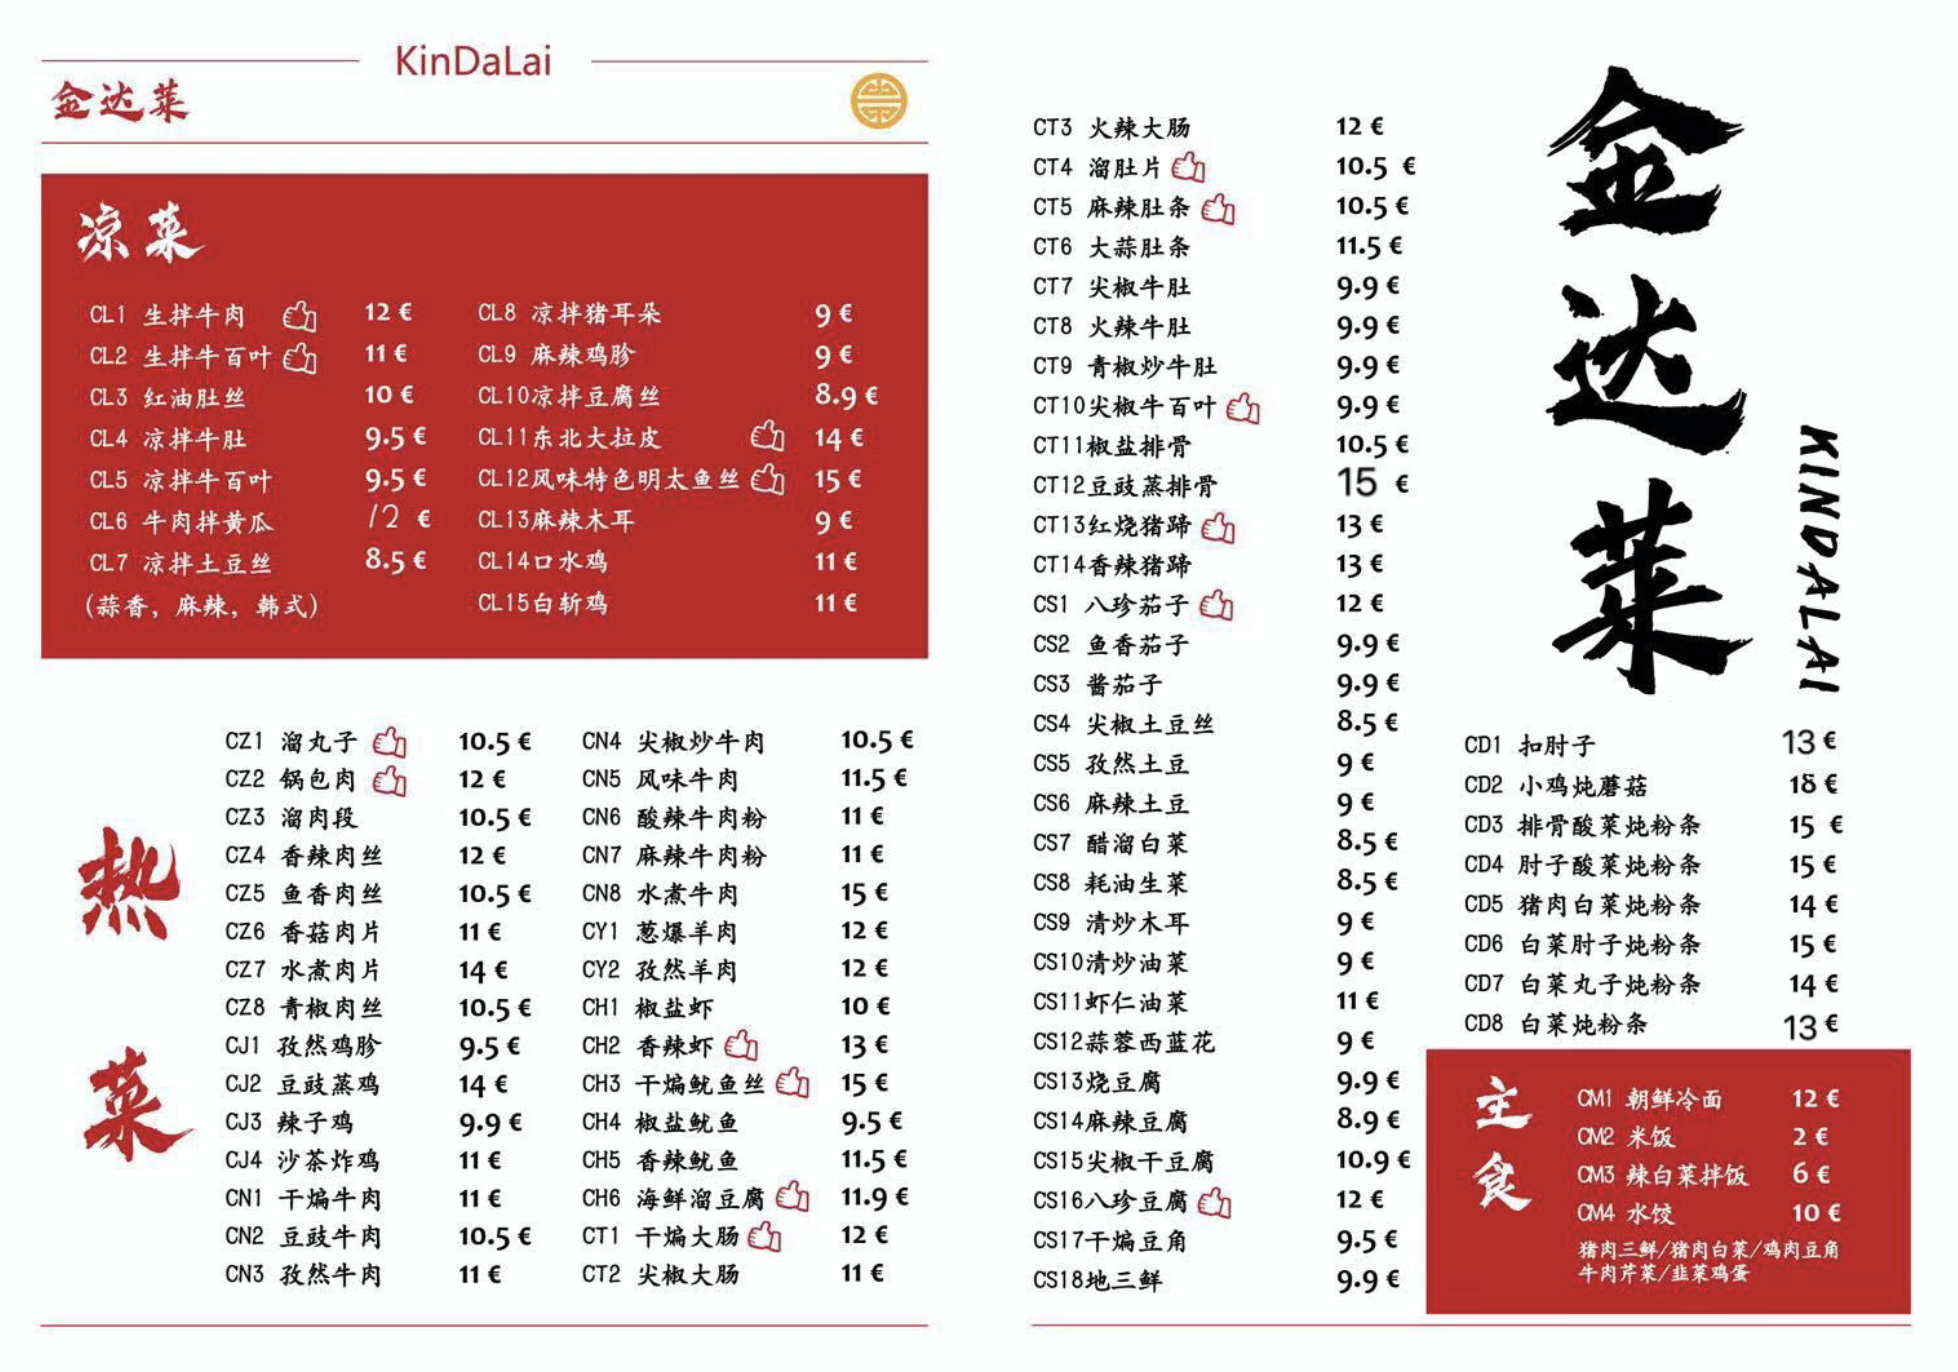 KinDaLai
金达莱
凉菜
CL1 生拌牛肉 12 €
CL2 生拌牛百叶 11 €
CL3 红油肚丝 10 €
CL4 凉拌牛肚 9.5 €
CL5 凉拌牛百叶 9.5 €
CL6 牛肉拌黄瓜 12 €
CL7 凉拌土豆丝 8.5 €
(蒜香，麻辣，韩式)
CL8 凉拌猪耳朵 9 €
CL9 麻辣鸡胗 9 €
CL10凉拌豆腐丝 8.9 €
CL11东北大拉皮 14 €
CL12风味特色明太鱼丝 15 €
CL13麻辣木耳 9 €
CL14口水鸡 11 €
CL15白斩鸡 11 €
热菜
CZ1 溜丸子 10.5 €
CZ2 锅包肉 12 €
CZ3 溜肉段 10.5 €
CZ4 香辣肉丝 12 €
CZ5 鱼香肉丝 10.5 €
CZ6 香菇肉片 11 €
CZ7 水煮肉片 14 €
CZ8 青椒肉丝 10.5 €
CJ1 孜然鸡胗 9.5 €
CJ2 豆豉蒸鸡 14 €
CJ3 辣子鸡 9.9 €
CJ4 沙茶炸鸡 11 €
CN1 干煸牛肉 11 €
CN2 豆豉牛肉 10.5 €
CN3 孜然牛肉 11 €
CN4 尖椒炒牛肉 10.5 €
CN5 风味牛肉 11.5 €
CN6 酸辣牛肉粉 11 €
CN7 麻辣牛肉粉 11 €
CN8 水煮牛肉 15 €
CY1 葱爆羊肉 12 €
CY2 孜然羊肉 12 €
CH1 椒盐虾 10 €
CH2 香辣虾 13 €
CH3 干煸鱿鱼丝 15 €
CH4 椒盐鱿鱼 9.5 €
CH5 香辣鱿鱼 11.5 €
CH6 海鲜溜豆腐 11.9 €
CT1 干煸大肠 12 €
CT2 尖椒大肠 11 €
CT3 火辣大肠 12 €
CT4 溜肚片 10.5 €
CT5 麻辣肚条 10.5 €
CT6 大蒜肚条 11.5 €
CT7 尖椒牛肚 9.9 €
CT8 火辣牛肚 9.9 €
CT9 青椒炒牛肚 9.9 €
CT10尖椒牛百叶 9.9 €
CT11椒盐排骨 10.5 €
CT12豆豉蒸排骨 15 €
CT13红烧猪蹄 13 €
CT14香辣猪蹄 13 €
CS1 八珍茄子 12 €
CS2 鱼香茄子 9.9 €
CS3 酱茄子 9.9 €
CS4 尖椒土豆丝 8.5 €
CS5 孜然土豆 9 €
CS6 麻辣土豆 9 €
CS7 醋溜白菜 8.5 €
CS8 耗油生菜 8.5 €
CS9 清炒木耳 9 €
CS10清炒油菜 9 €
CS11虾仁油菜 11 €
CS12蒜蓉西蓝花 9 €
CS13烧豆腐 9.9 €
CS14麻辣豆腐 8.9 €
CS15尖椒干豆腐 10.9 €
CS16八珍豆腐 12 €
CS17干煸豆角 9.5 €
CS18地三鲜 9.9 €
金达莱
KINDALAI
CD1 扣肘子 13 €
CD2 小鸡炖蘑菇 18 €
CD3 排骨酸菜炖粉条 15 €
CD4 肘子酸菜炖粉条 15 €
CD5 猪肉白菜炖粉条 14 €
CD6 白菜肘子炖粉条 15 €
CD7 白菜丸子炖粉条 14 €
CD8 白菜炖粉条 13 €
主食
CM1 朝鲜冷面 12 €
CM2 米饭 2 €
CM3 辣白菜拌饭 6 €
CM4 水饺 10 €
猪肉三鲜/猪肉白菜/鸡肉豆角
牛肉芹菜/韭菜鸡蛋